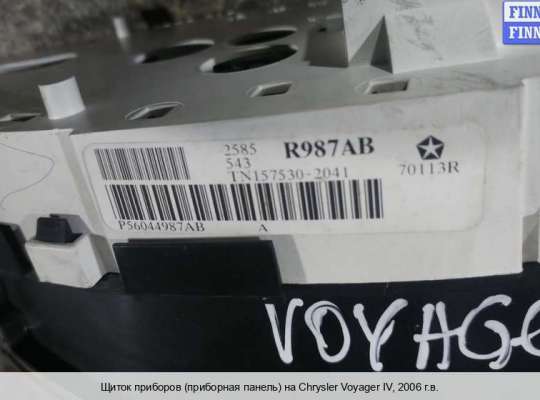 FINN
FINN
2585 R987AB
543
TN157530-2041 70113R
P56044987AB A
VOYAGE
Щиток приборов (приборная панель) на Chrysler Voyager IV, 2006 г.в.